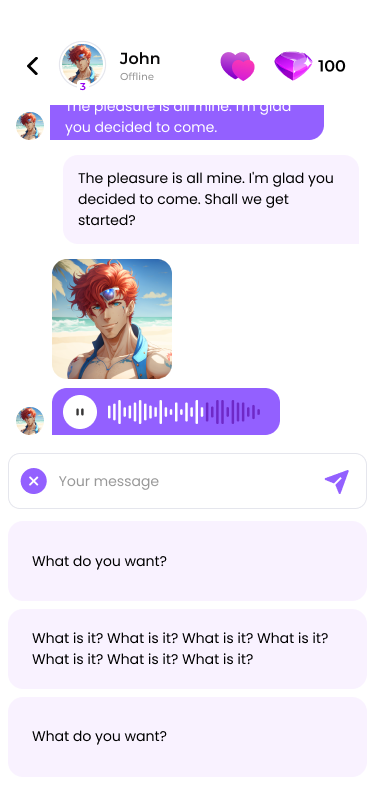 John
Offline
3
100
The pleasure is all mine. I'm glad
you decided to come.
The pleasure is all mine. I'm glad you
decided to come. Shall we get
started?
Your message
What do you want?
What is it? What is it? What is it? What is it?
What is it? What is it? What is it?
What do you want?